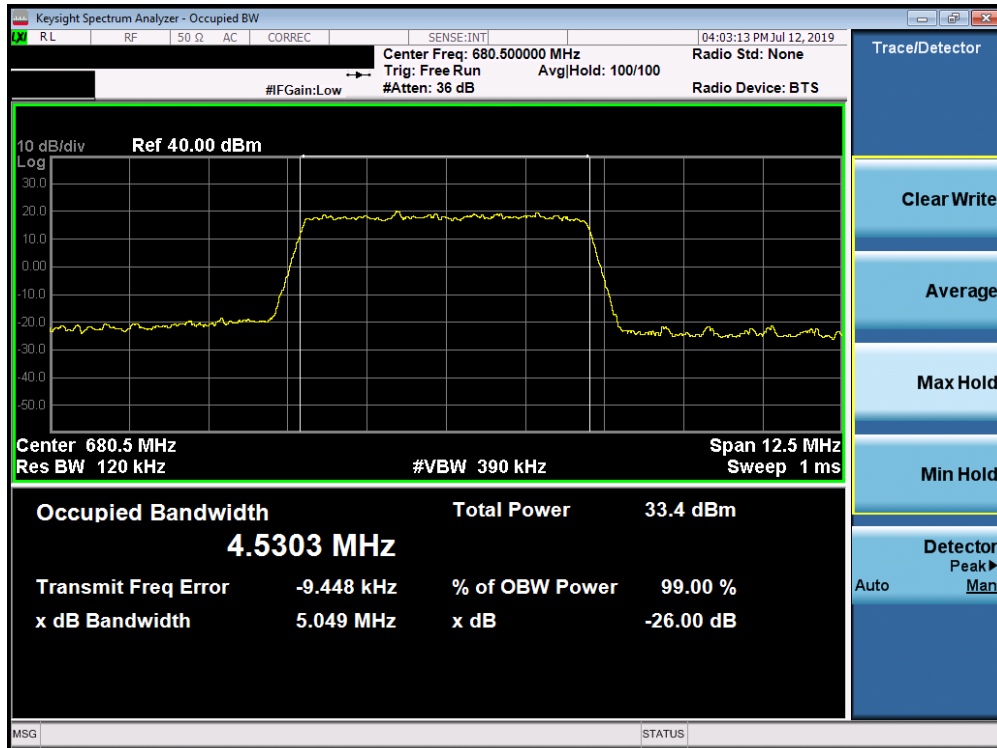 Keysight Spectrum Analyzer - Occupied BW
LXI RL RF 50 Ω AC CORREC SENSE:INT 04:03:13 PM Jul 12, 2019
Center Freq: 680.500000 MHz Radio Std: None
Trig: Free Run Avg|Hold: 100/100
#IFGain:Low #Atten: 36 dB Radio Device: BTS
Trace/Detector
10 dB/div Ref 40.00 dBm
Log
30.0
20.0
10.0
0.00
-10.0
-20.0
-30.0
-40.0
-50.0
Center 680.5 MHz Span 12.5 MHz
Res BW 120 kHz #VBW 390 kHz Sweep 1 ms
Occupied Bandwidth Total Power 33.4 dBm
4.5303 MHz
Transmit Freq Error -9.448 kHz % of OBW Power 99.00 %
x dB Bandwidth 5.049 MHz x dB -26.00 dB
Clear Write
Average
Max Hold
Min Hold
Detector
Peak▶
Auto Man
MSG STATUS